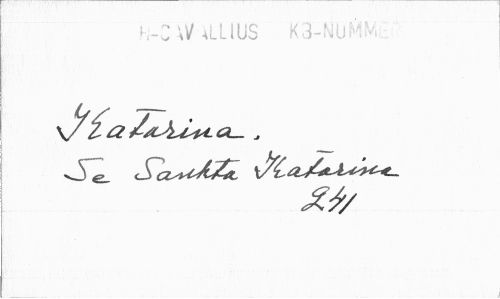 H-CAVALLIUS KB-NUMMER
Katarina.
Se Sankta Katarina
241